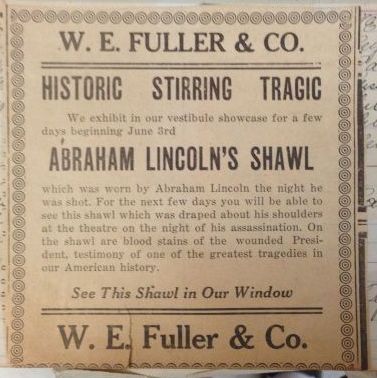 W. E. FULLER & CO.
HISTORIC STIRRING TRAGIC
We exhibit in our vestibule showcase for a few
days beginning June 3rd
ABRAHAM LINCOLN'S SHAWL
which was worn by Abraham Lincoln the night he
was shot. For the next few days you will be able to
see this shawl which was draped about his shoulders
at the theatre on the night of his assassination. On
the shawl are blood stains of the wounded Presi-
dent, testimony of one of the greatest tragedies in
our American history.
See This Shawl in Our Window
W. E. Fuller & Co.